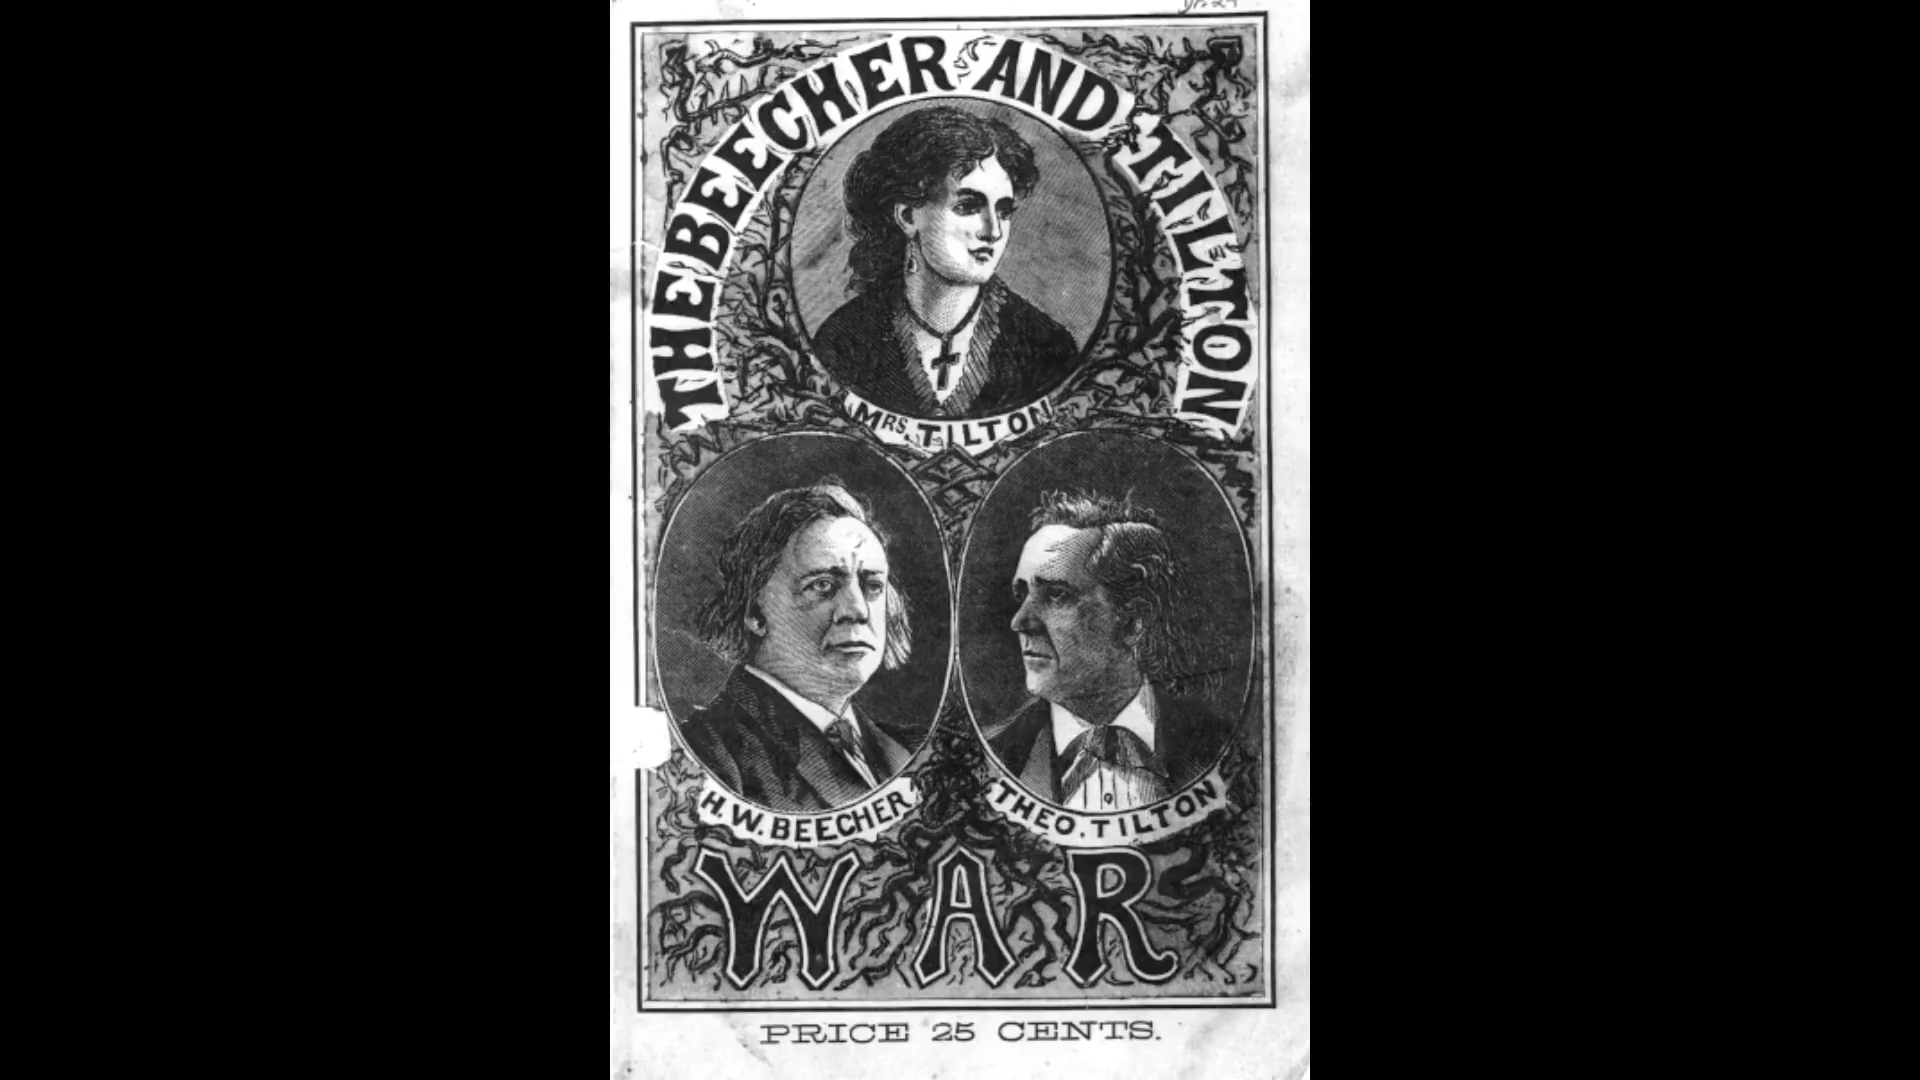 THE BEECHER AND TILTON
MRS. TILTON
H. W. BEECHER
THEO. TILTON
WAR
PRICE 25 CENTS.